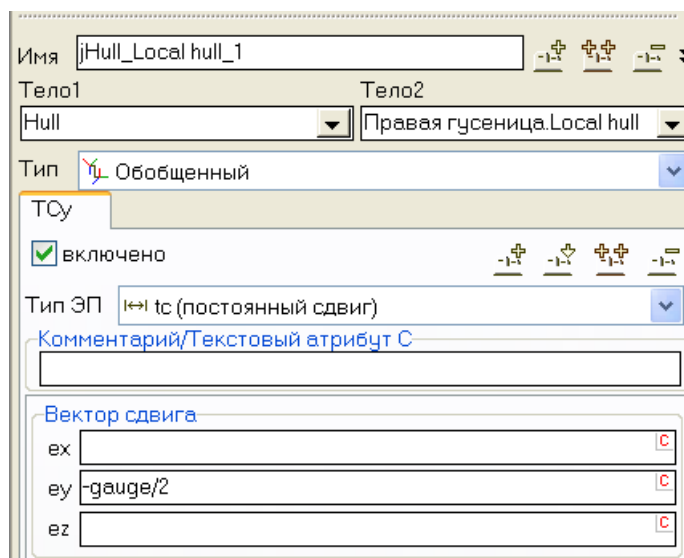 Имя jHull_Local hull_1
Тело1 Тело2
Hull Правая гусеница.Local hull
Тип Обобщенный
TCy
включено
Тип ЭП tc (постоянный сдвиг)
Комментарий/Текстовый атрибут C
Вектор сдвига
ex C
ey -gauge/2 C
ez C